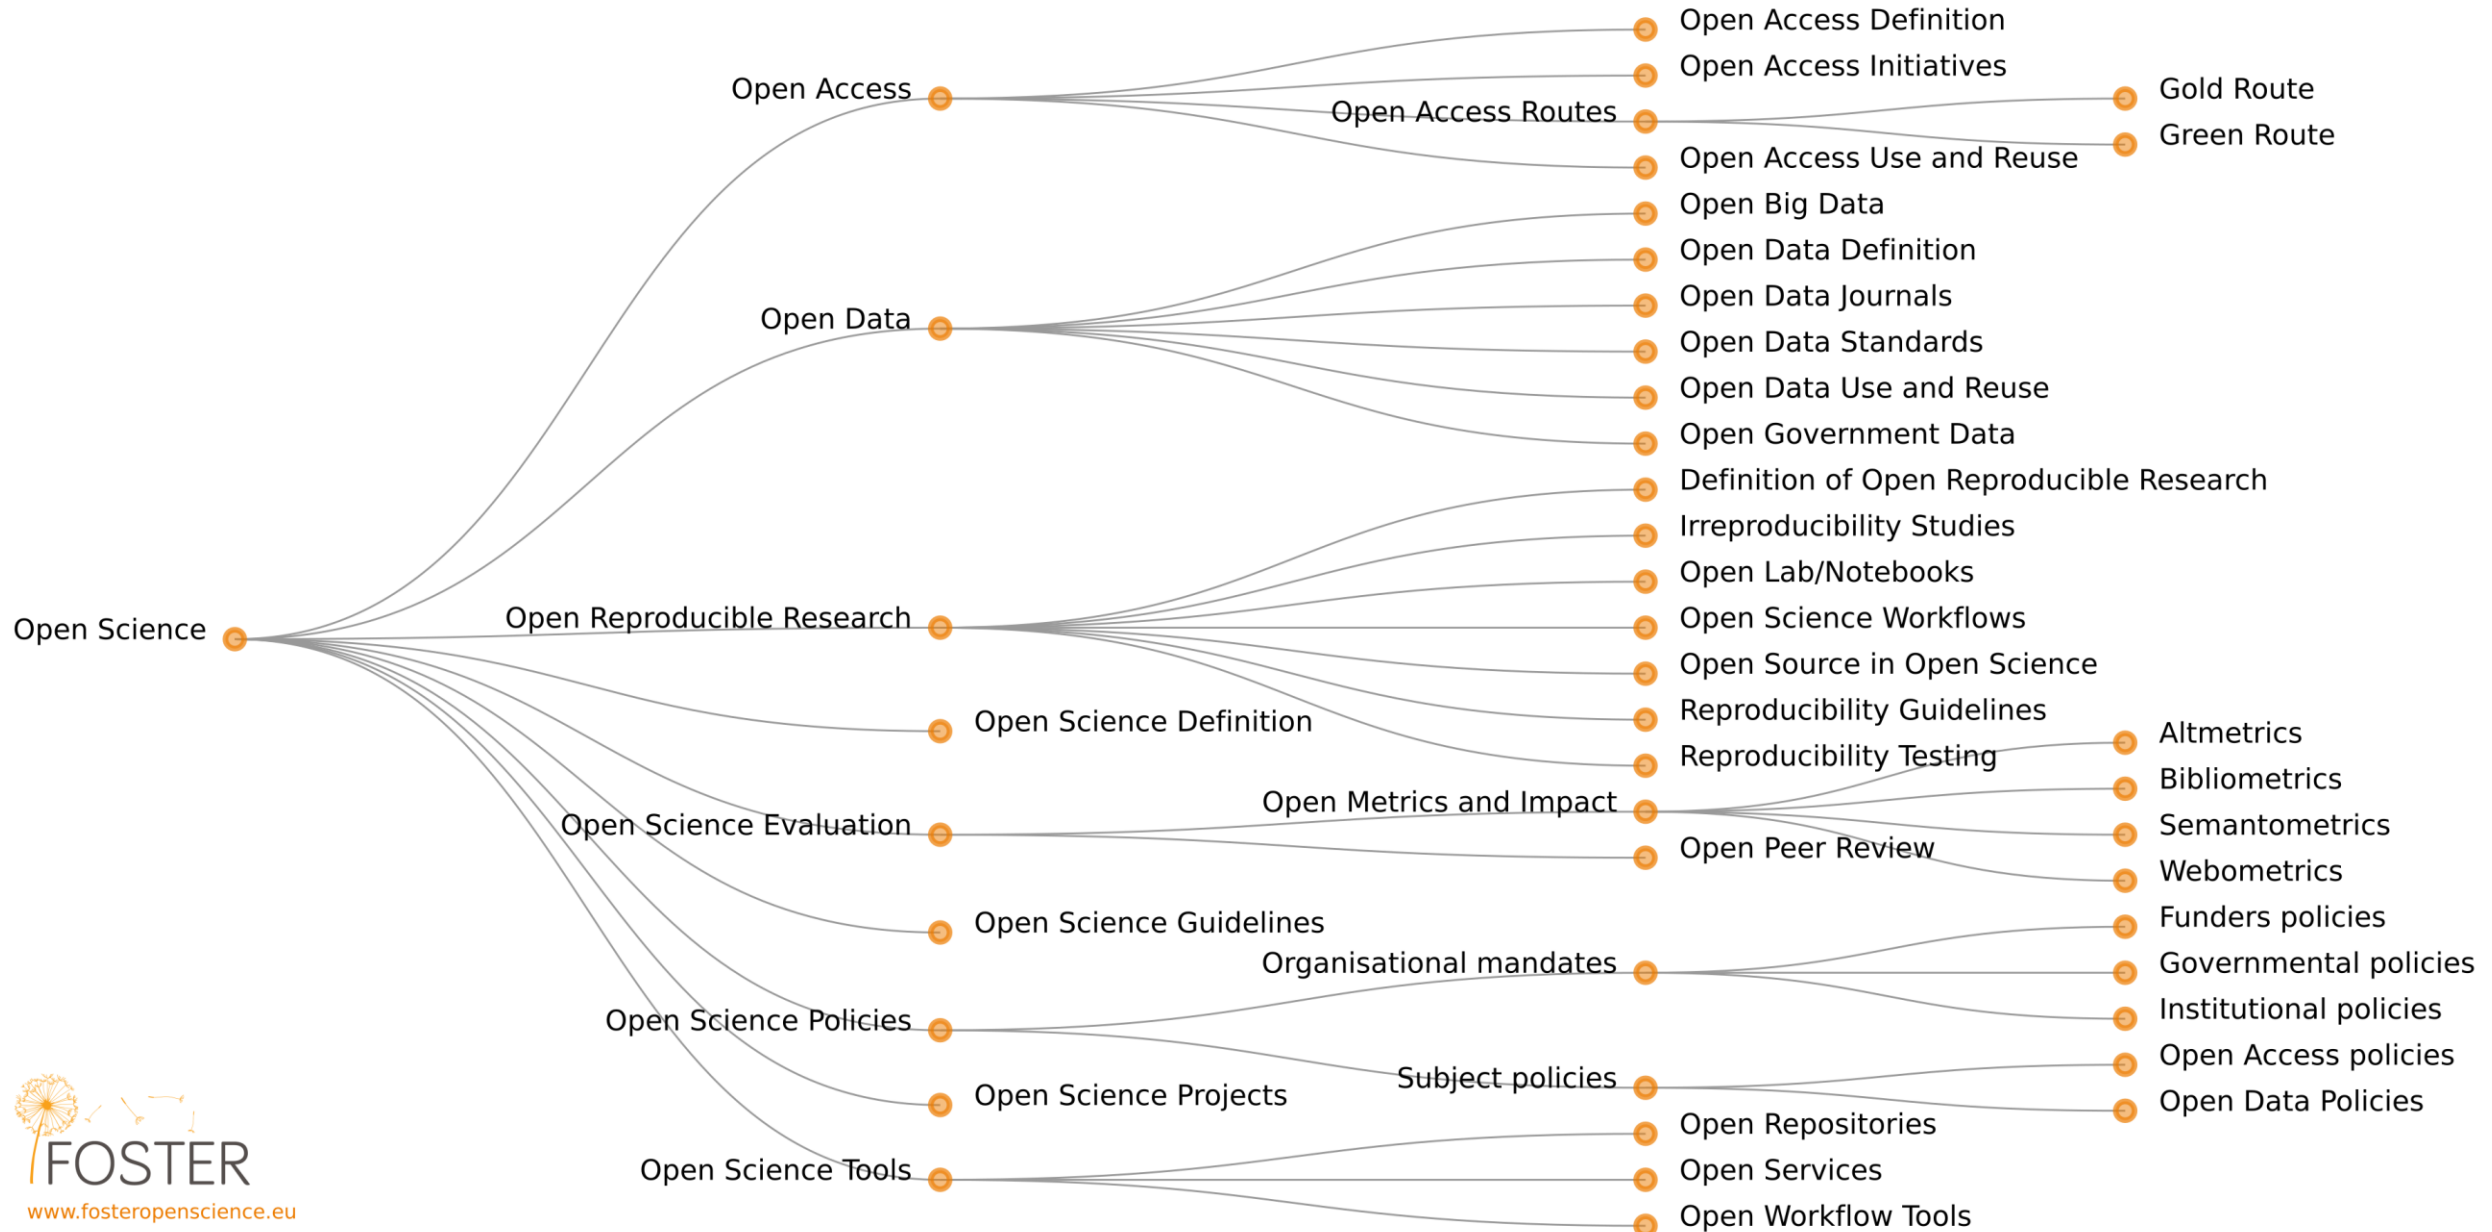 Open Science
Open Access
Open Access Definition
Open Access Initiatives
Open Access Routes
Gold Route
Green Route
Open Access Use and Reuse
Open Data
Open Big Data
Open Data Definition
Open Data Journals
Open Data Standards
Open Data Use and Reuse
Open Government Data
Open Reproducible Research
Definition of Open Reproducible Research
Irreproducibility Studies
Open Lab/Notebooks
Open Science Workflows
Open Source in Open Science
Reproducibility Guidelines
Reproducibility Testing
Open Science Definition
Open Science Evaluation
Open Metrics and Impact
Altmetrics
Bibliometrics
Semantometrics
Webometrics
Open Peer Review
Open Science Guidelines
Open Science Policies
Organisational mandates
Funders policies
Governmental policies
Institutional policies
Subject policies
Open Access policies
Open Data Policies
Open Science Projects
Open Science Tools
Open Repositories
Open Services
Open Workflow Tools
FOSTER
www.fosteropenscience.eu